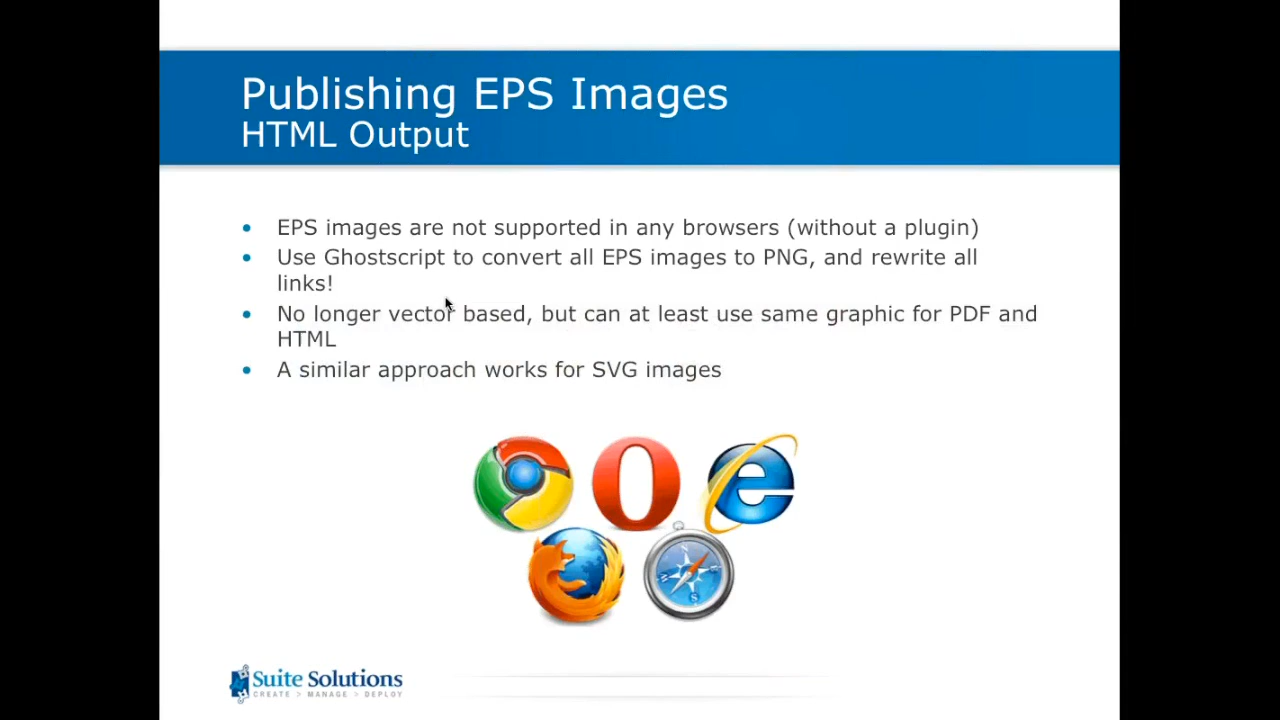 Publishing EPS Images
HTML Output
• EPS images are not supported in any browsers (without a plugin)
• Use Ghostscript to convert all EPS images to PNG, and rewrite all
links!
• No longer vector based, but can at least use same graphic for PDF and
HTML
• A similar approach works for SVG images
Suite Solutions
CREATE > MANAGE > DEPLOY